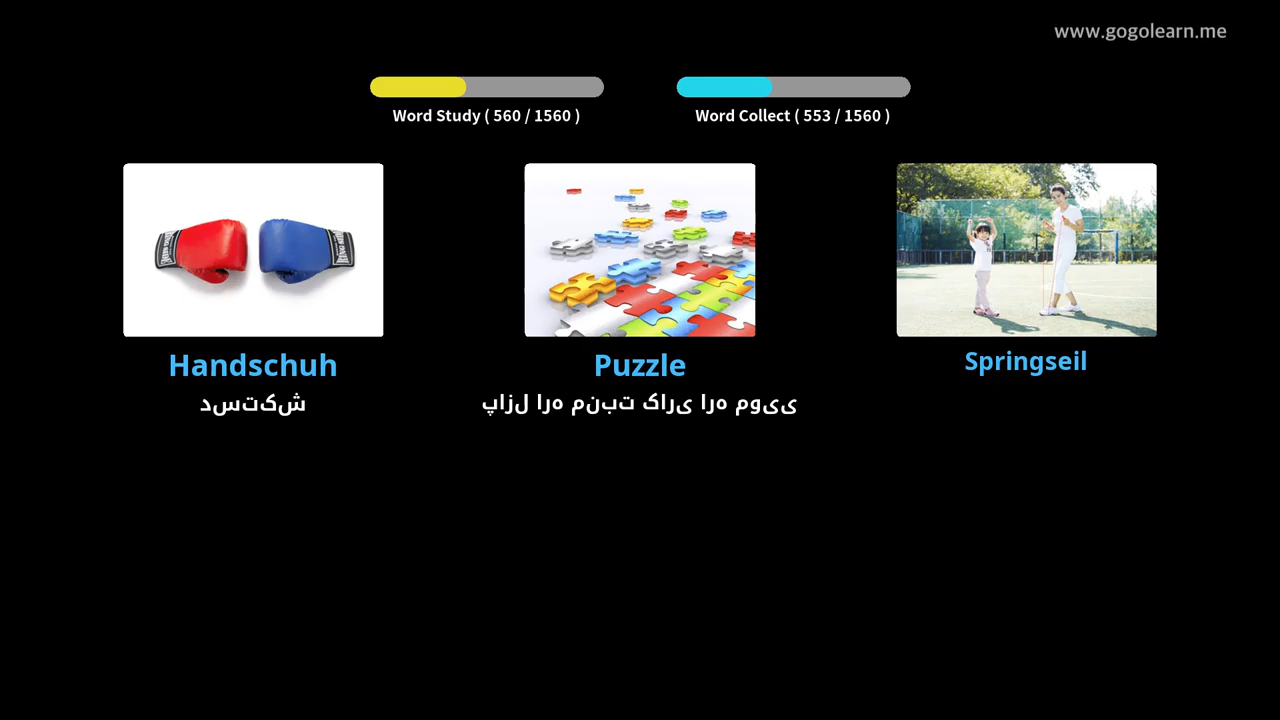 www.gogolearn.me
Word Study ( 560 / 1560 )
Word Collect ( 553 / 1560 )
Handschuh
شکتسد
Puzzle
ییوم هرا یراک تبنم هرا لزاپ
Springseil